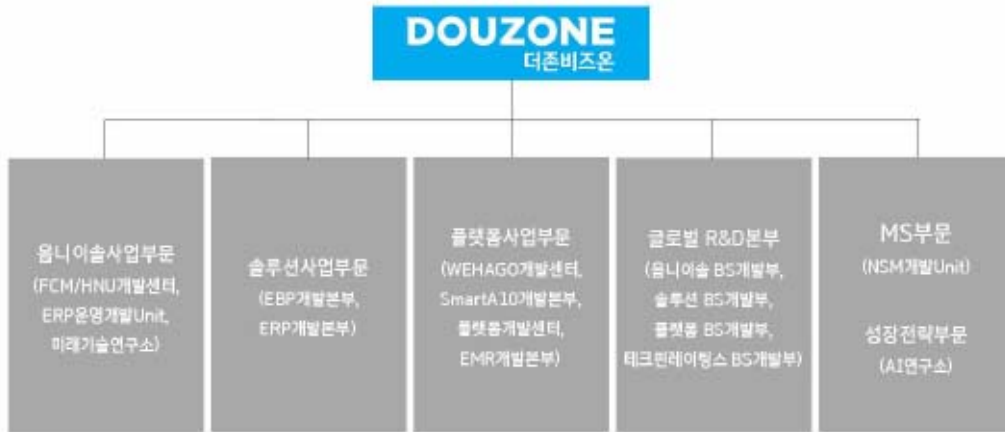 DOUZONE
더존비즈온
옴니이솔사업부문
(FCM/HNU개발센터,
ERP운영개발Unit,
미래기술연구소)
솔루션사업부문
(EBP개발본부,
ERP개발본부)
플랫폼사업부문
(WEHAGO개발센터,
SmartA10개발본부,
플랫폼개발센터,
EMR개발본부)
글로벌 R&D본부
(옴니이솔 BS개발부,
솔루션 BS개발부,
플랫폼 BS개발부,
테크핀레이팅스 BS개발부)
MS부문
(NSM개발Unit)
성장전략부문
(AI연구소)